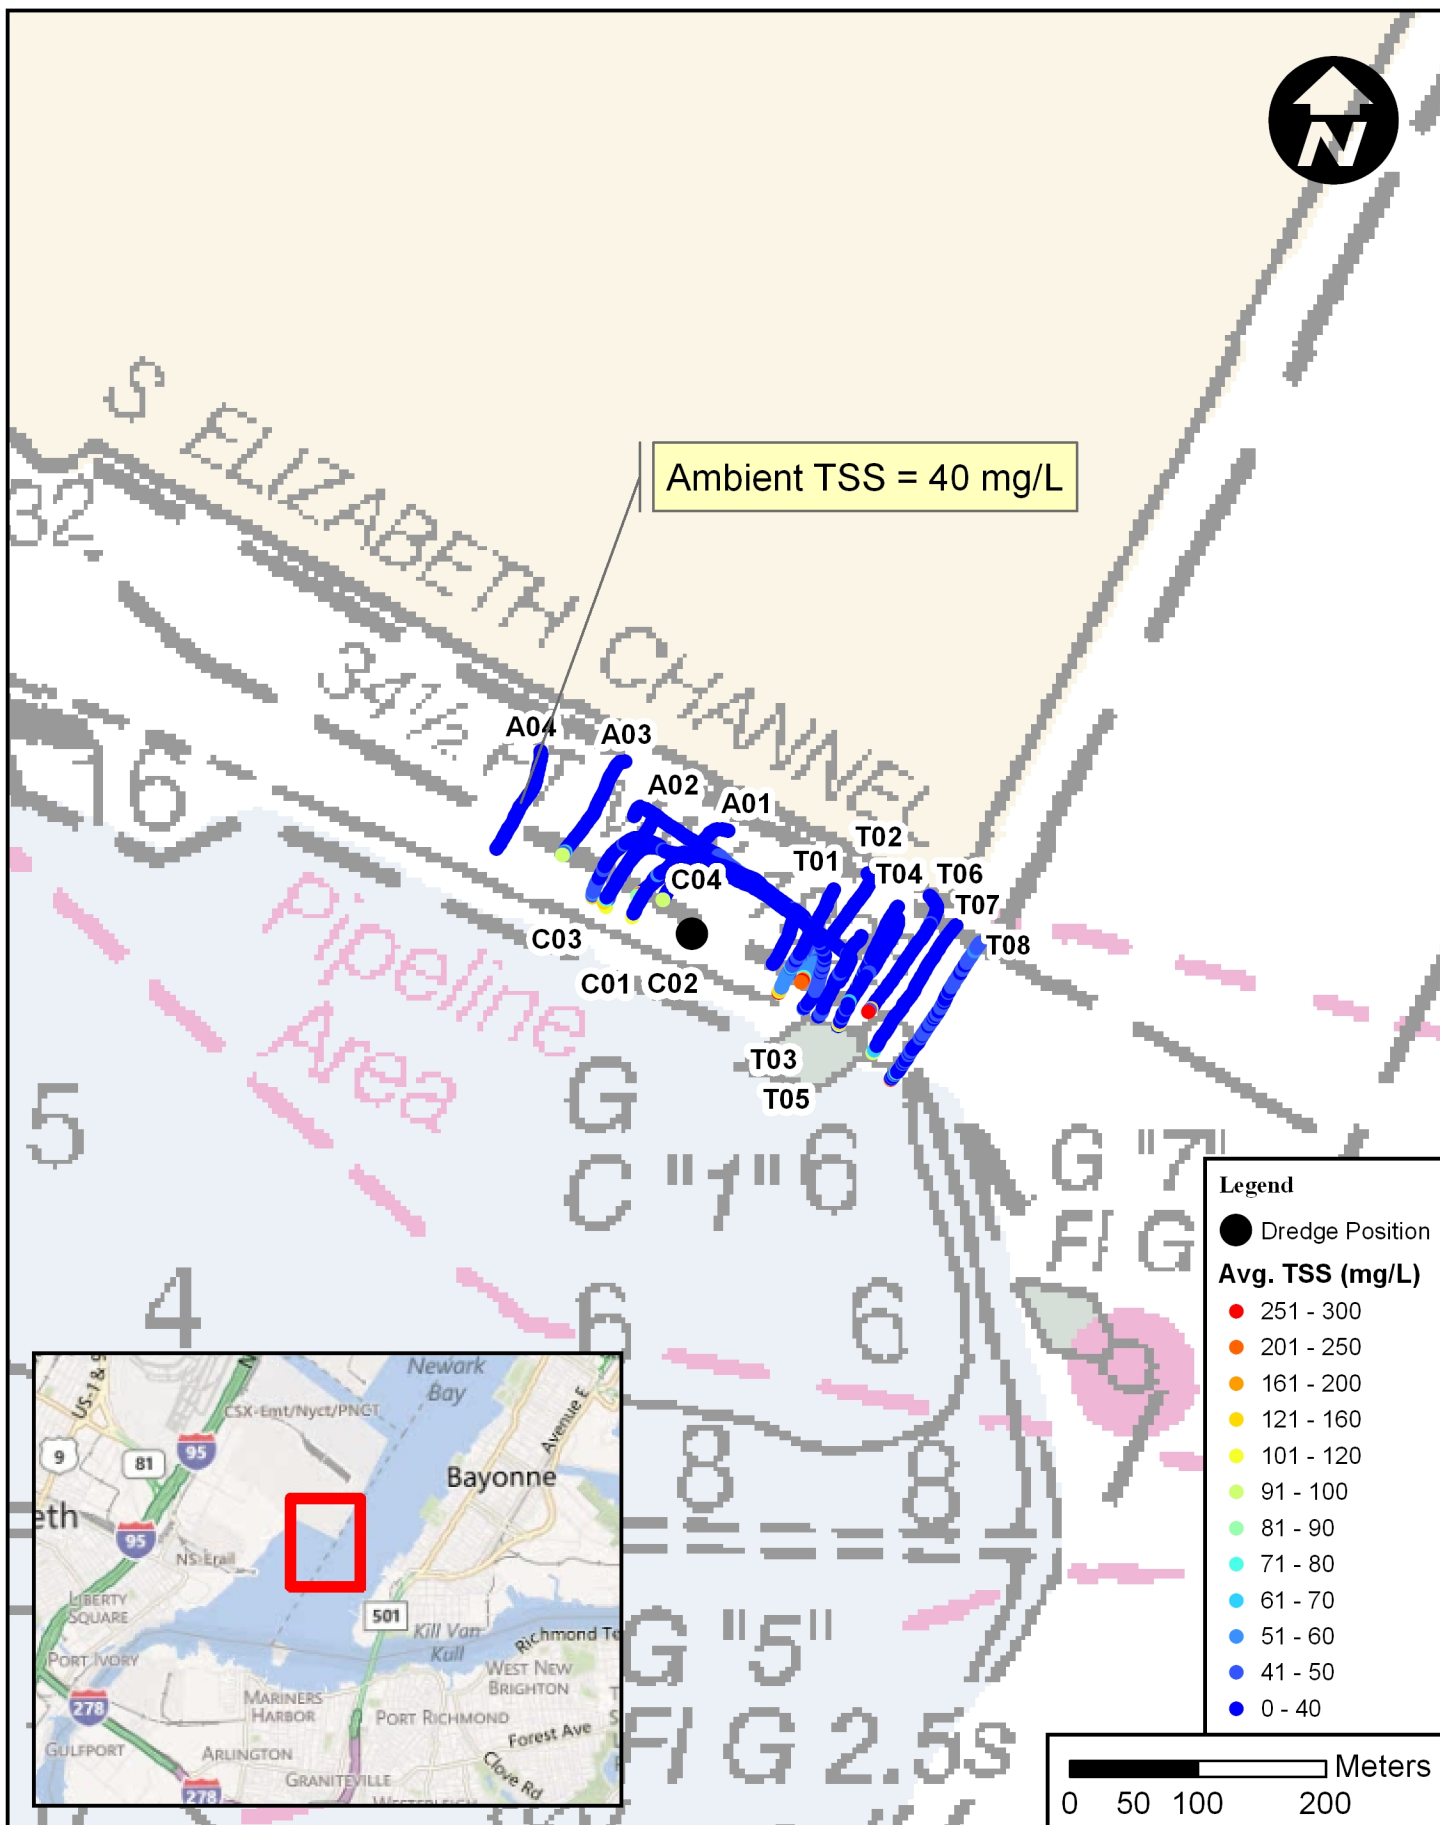 N
S ELIZABETH CHANNEL
Ambient TSS = 40 mg/L
32
34½ FT
16
A04
A03
A02
A01
T02
T01
T04
T06
C04
T07
T08
C03
C01
C02
T03
T05
Pipeline
Area
G
C "1"
6
5
4
6
6
8
8
G "7"
Fl G
G "5"
Fl G 2.5s
Legend
Dredge Position
Avg. TSS (mg/L)
251 - 300
201 - 250
161 - 200
121 - 160
101 - 120
91 - 100
81 - 90
71 - 80
61 - 70
51 - 60
41 - 50
0 - 40
Meters
0 50 100 200
Newark
Bay
US-1 & 9
CSX-Emt/Nyct/PNCT
Avenue E
9
81
95
Bayonne
eth
95
NS-Erail
LIBERTY
SQUARE
501
Kill Van
Kull
Richmond Te
PORT IVORY
WEST NEW
BRIGHTON
278
MARINERS
HARBOR
PORT RICHMOND
Forest Ave
GULFPORT
ARLINGTON
Clove Rd
GRANITEVILLE
278